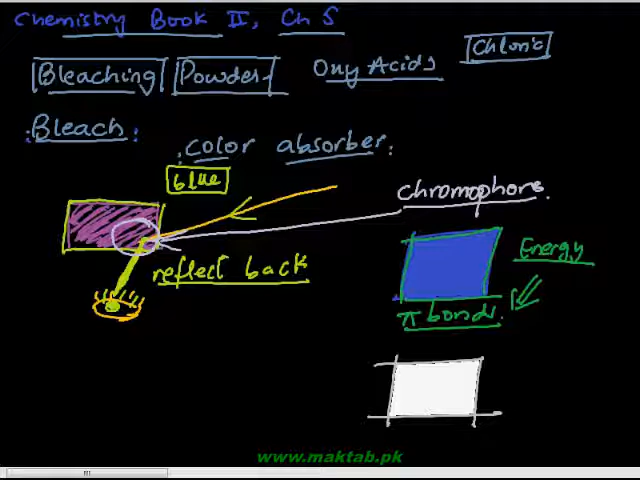 Chemistry Book II, Ch 5
Bleaching Powder Oxy Acids Chloric
Bleach:
color absorber.
blue
chromophore.
reflect back
Energy
π bonds.
www.maktab.pk